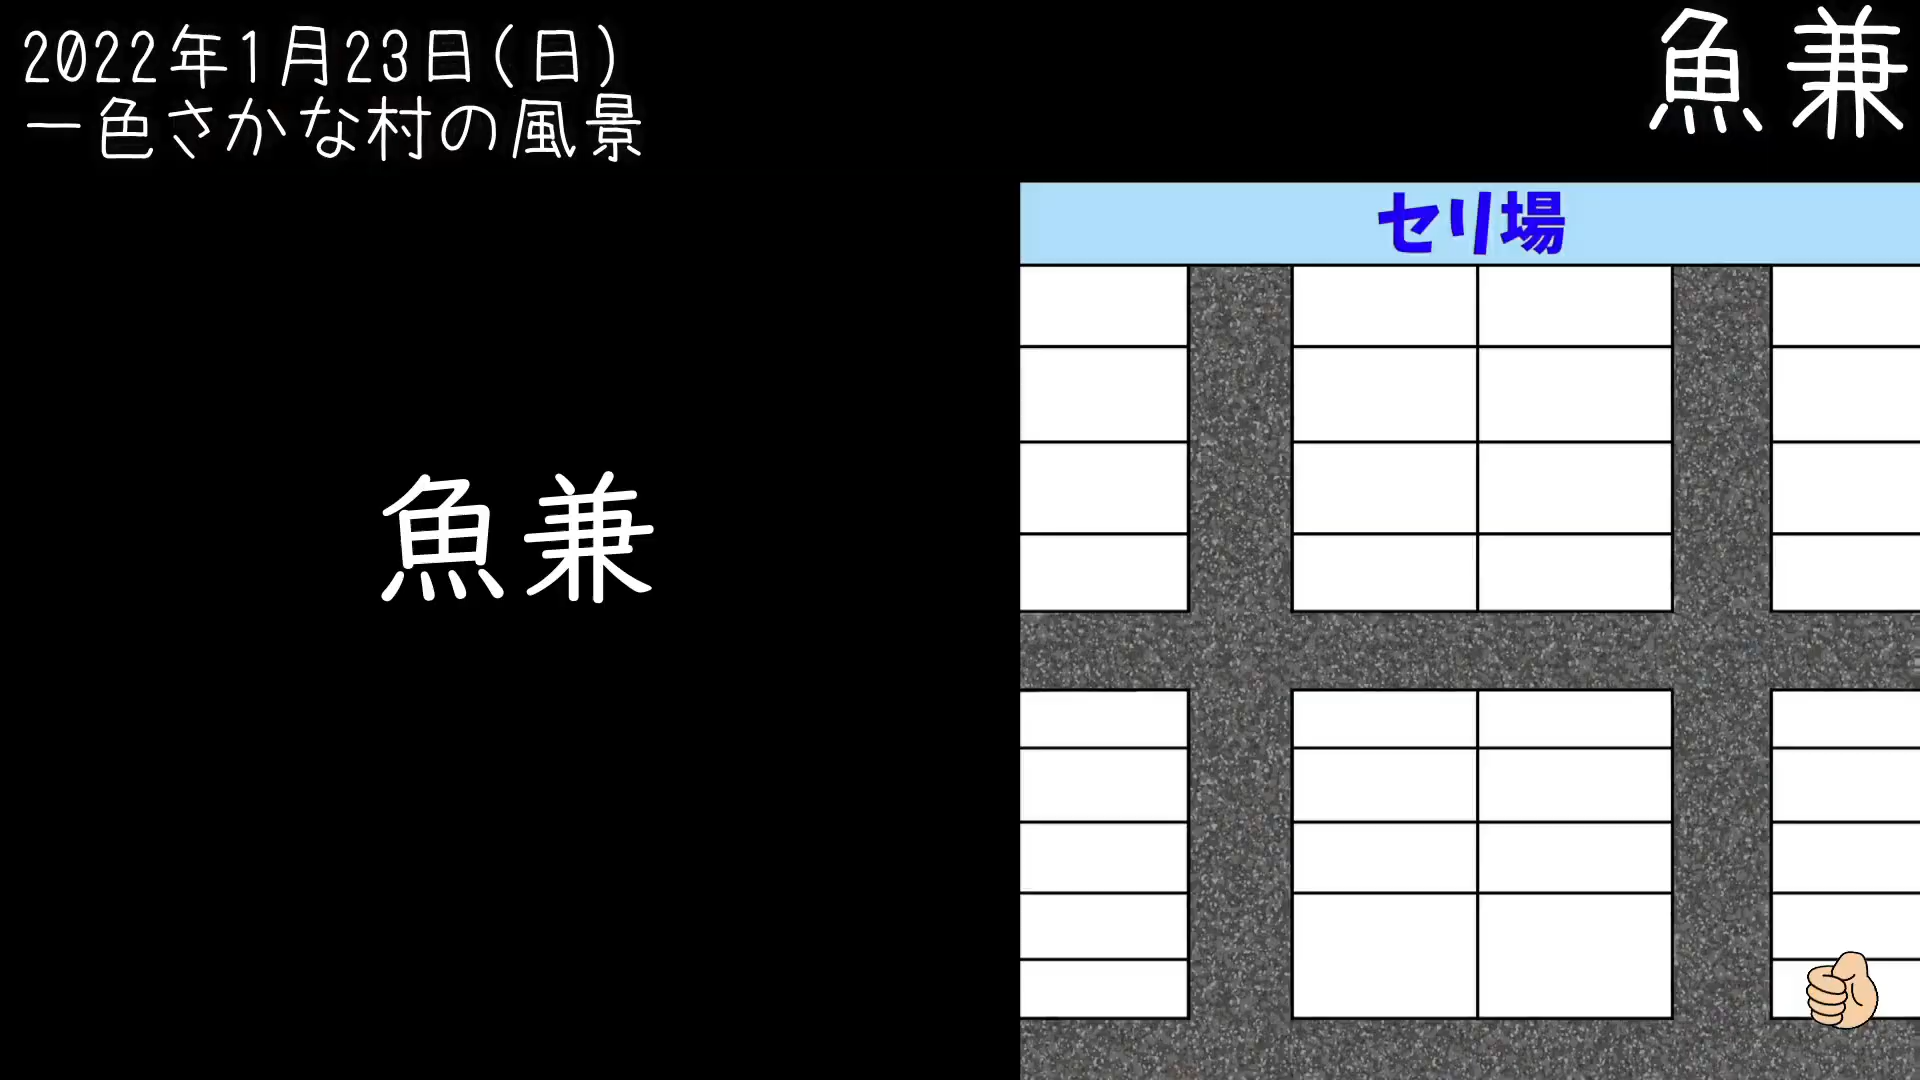 2022年1月23日(日)
一色さかな村の風景
魚兼
セリ場
魚兼